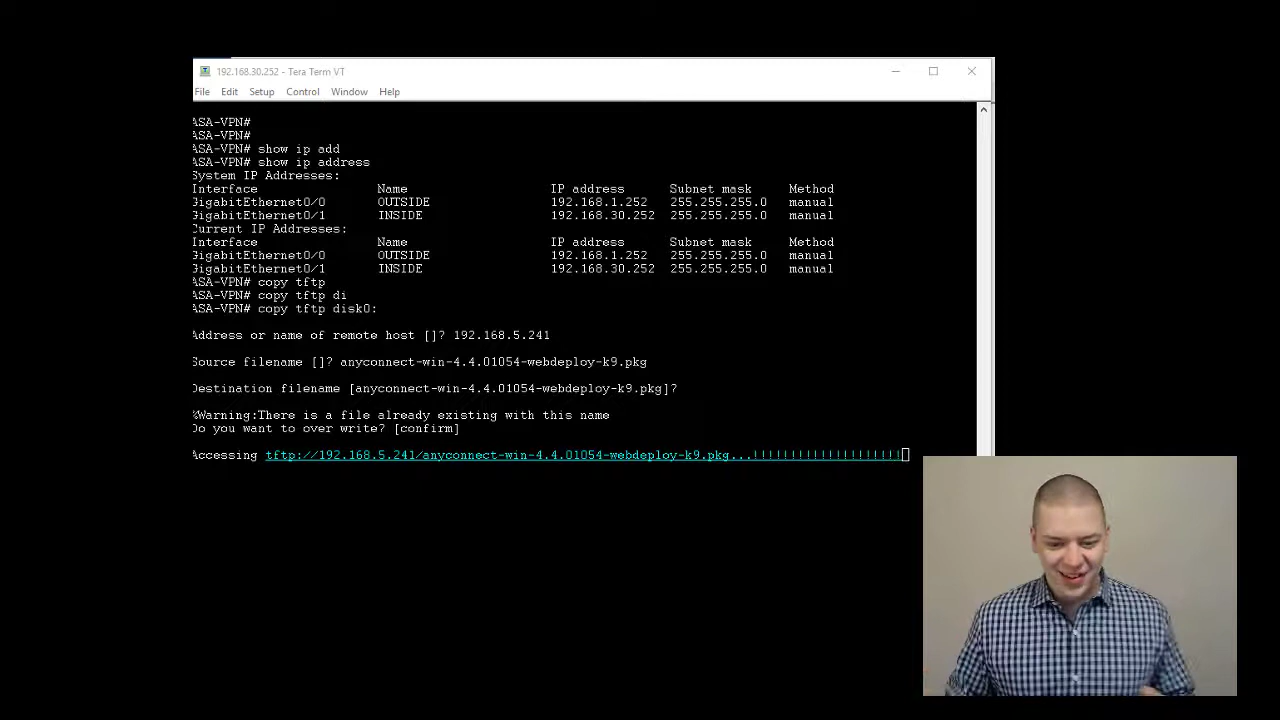 192.168.30.252 - Tera Term VT
File Edit Setup Control Window Help
ASA-VPN#
ASA-VPN#
ASA-VPN# show ip add
ASA-VPN# show ip address
System IP Addresses:
Interface Name IP address Subnet mask Method
GigabitEthernet0/0 OUTSIDE 192.168.1.252 255.255.255.0 manual
GigabitEthernet0/1 INSIDE 192.168.30.252 255.255.255.0 manual
Current IP Addresses:
Interface Name IP address Subnet mask Method
GigabitEthernet0/0 OUTSIDE 192.168.1.252 255.255.255.0 manual
GigabitEthernet0/1 INSIDE 192.168.30.252 255.255.255.0 manual
ASA-VPN# copy tftp
ASA-VPN# copy tftp di
ASA-VPN# copy tftp disk0:
Address or name of remote host []? 192.168.5.241
Source filename []? anyconnect-win-4.4.01054-webdeploy-k9.pkg
Destination filename [anyconnect-win-4.4.01054-webdeploy-k9.pkg]?
%Warning:There is a file already existing with this name
Do you want to over write? [confirm]
Accessing tftp://192.168.5.241/anyconnect-win-4.4.01054-webdeploy-k9.pkg...!!!!!!!!!!!!!!!!!!!!